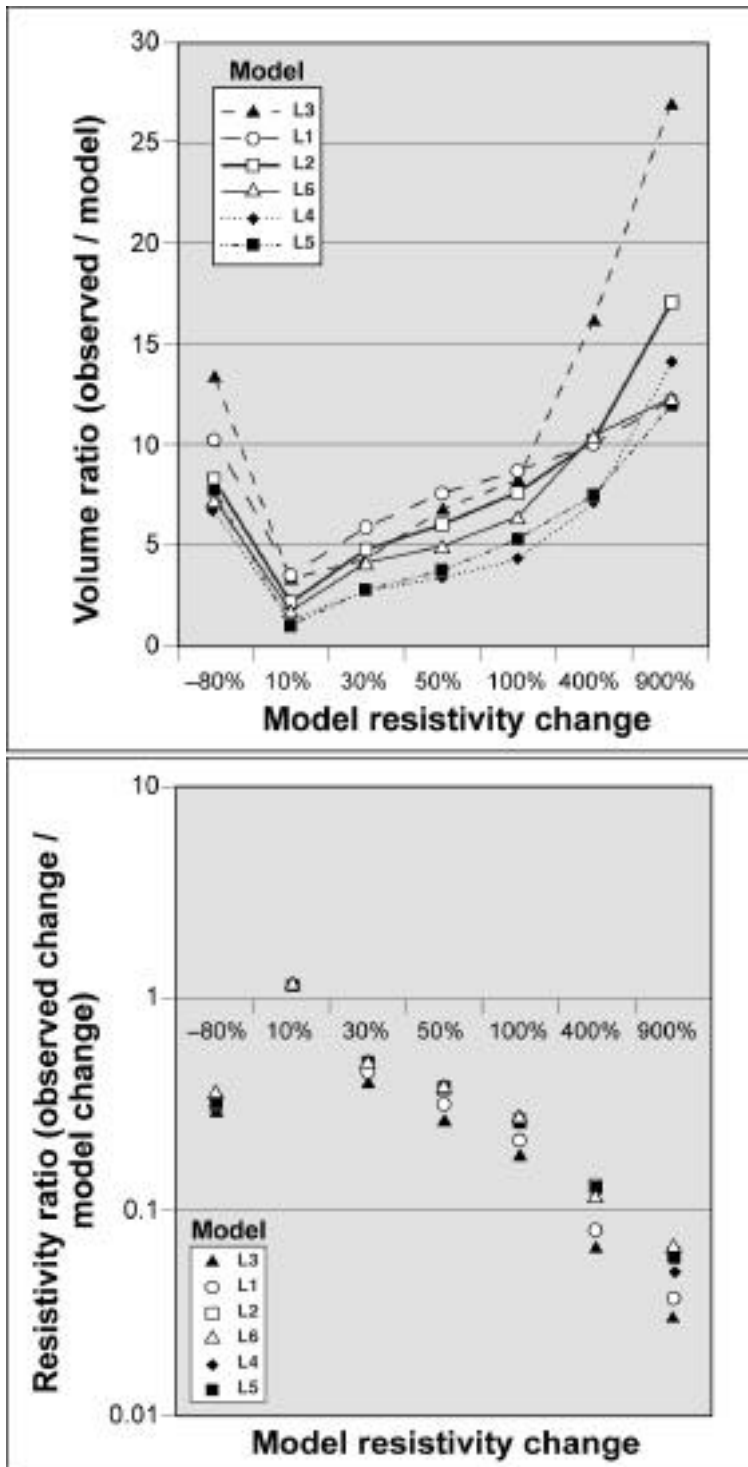 30
25
20
15
10
5
0
Volume ratio (observed / model)
Model
L3
L1
L2
L6
L4
L5
–80% 10% 30% 50% 100% 400% 900%
Model resistivity change
10
1
0.1
0.01
Resistivity ratio (observed change /
model change)
–80% 10% 30% 50% 100% 400% 900%
Model
L3
L1
L2
L6
L4
L5
Model resistivity change